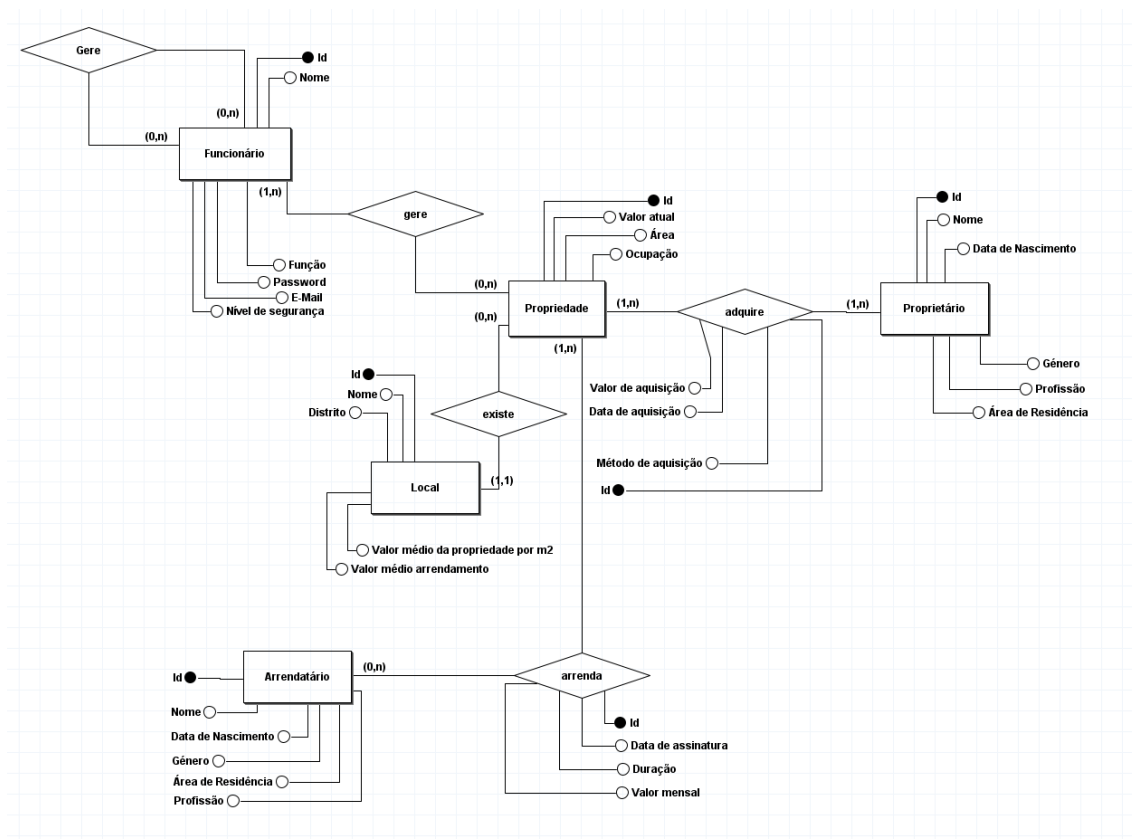 Gere
Id
Nome
(0,n)
(0,n)
Funcionário
(1,n)
gere
Função
Password
E-Mail
Nível de segurança
Id
Valor atual
Área
Ocupação
(0,n)
Propriedade
(0,n)
(1,n)
(1,n)
adquire
(1,n)
Id
Nome
Data de Nascimento
Proprietário
Género
Profissão
Área de Residência
Valor de aquisição
Data de aquisição
Método de aquisição
Id
Id
Nome
Distrito
existe
Local
(1,1)
Valor médio da propriedade por m2
Valor médio arrendamento
Arrendatário
(0,n)
arrenda
Id
Nome
Data de Nascimento
Género
Área de Residência
Profissão
Id
Data de assinatura
Duração
Valor mensal